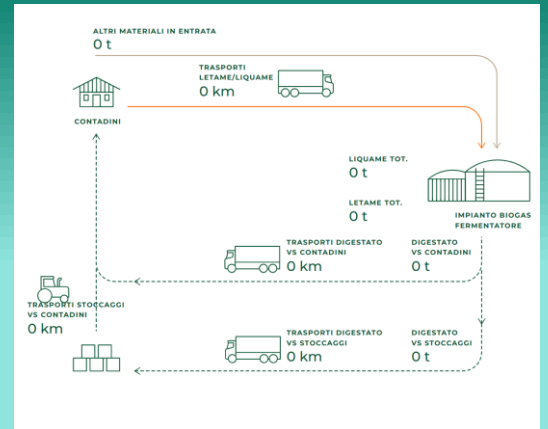 ALTRI MATERIALI IN ENTRATA
0 t
TRASPORTI
LETAME/LIQUAME
0 km
CONTADINI
LIQUAME TOT.
0 t
LETAME TOT.
0 t
IMPIANTO BIOGAS
FERMENTATORE
TRASPORTI DIGESTATO
VS CONTADINI
0 km
DIGESTATO
VS CONTADINI
0 t
TRASPORTI STOCCAGGI
VS CONTADINI
0 km
TRASPORTI DIGESTATO
VS STOCCAGGI
0 km
DIGESTATO
VS STOCCAGGI
0 t